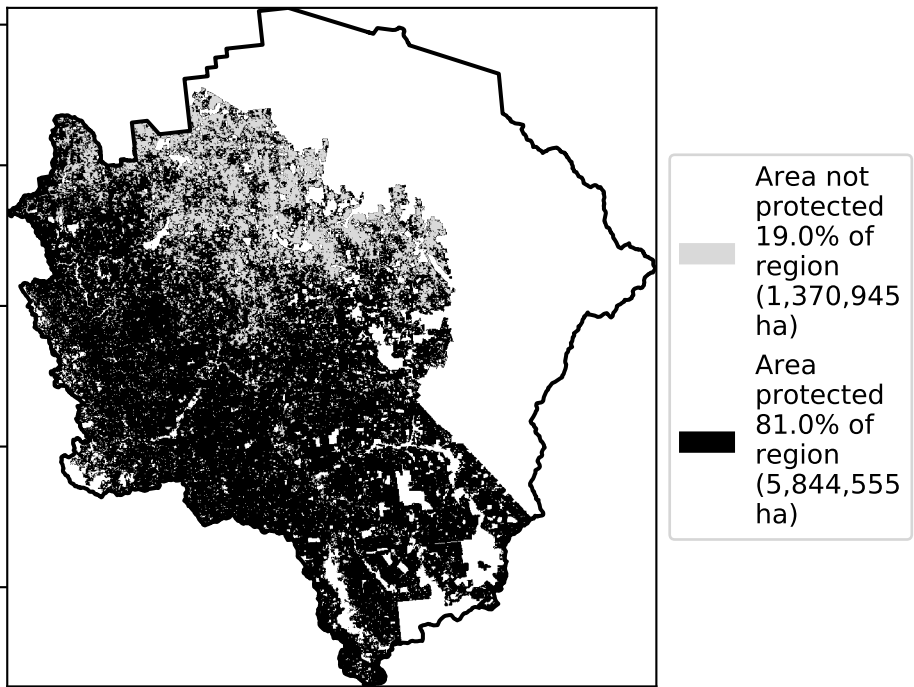 Area not
protected
19.0% of
region
(1,370,945
ha)
Area
protected
81.0% of
region
(5,844,555
ha)